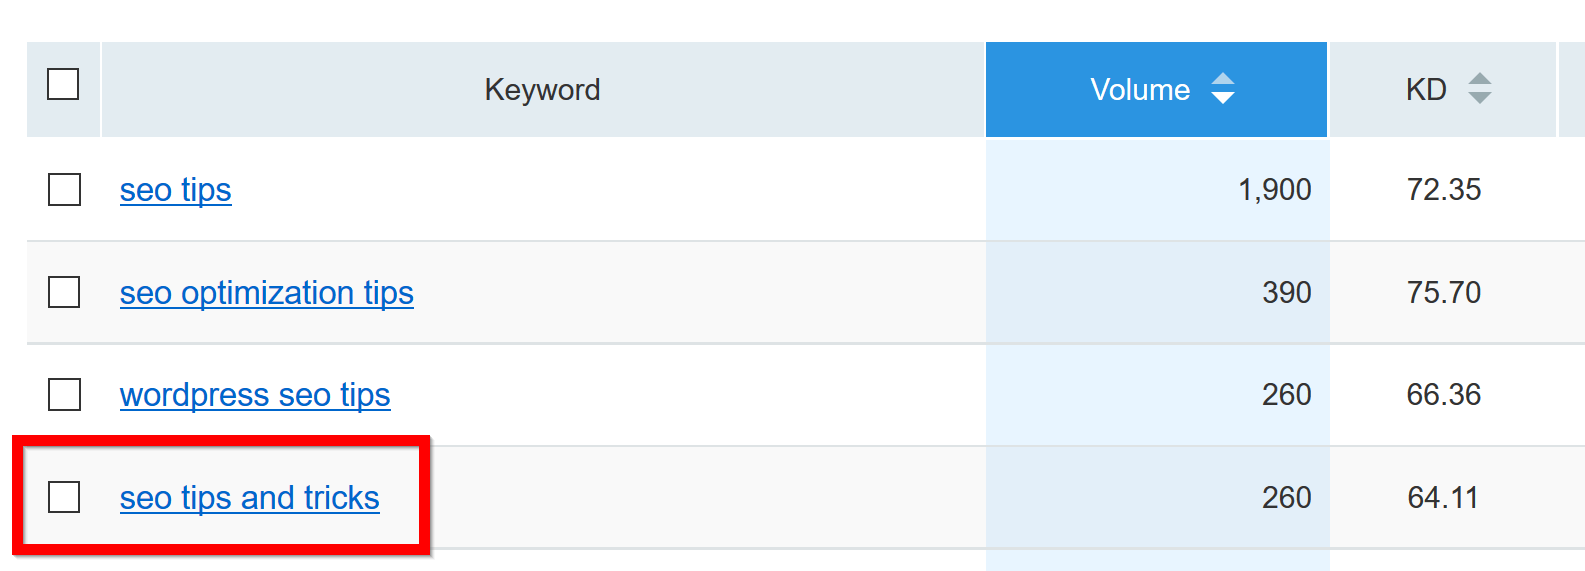 Keyword Volume KD
seo tips 1,900 72.35
seo optimization tips 390 75.70
wordpress seo tips 260 66.36
seo tips and tricks 260 64.11